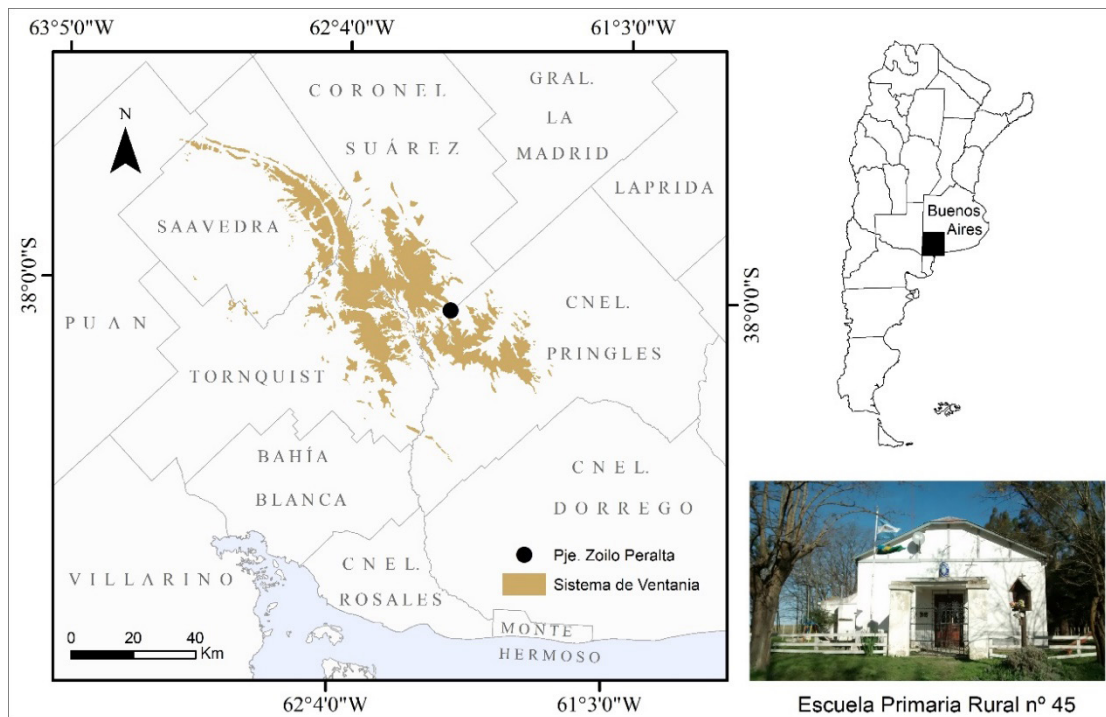 63°5'0"W
62°4'0"W
61°3'0"W
N
38°0'0"S
38°0'0"S
CORONEL
SUÁREZ
GRAL.
LA
MADRID
LAPRIDA
SAAVEDRA
PUAN
TORNQUIST
CNEL.
PRINGLES
BAHÍA
BLANCA
CNEL.
DORREGO
VILLARINO
CNEL.
ROSALES
MONTE
HERMOSO
Pje. Zoilo Peralta
Sistema de Ventania
0 20 40
Km
62°4'0"W
61°3'0"W
Buenos
Aires
Escuela Primaria Rural nº 45